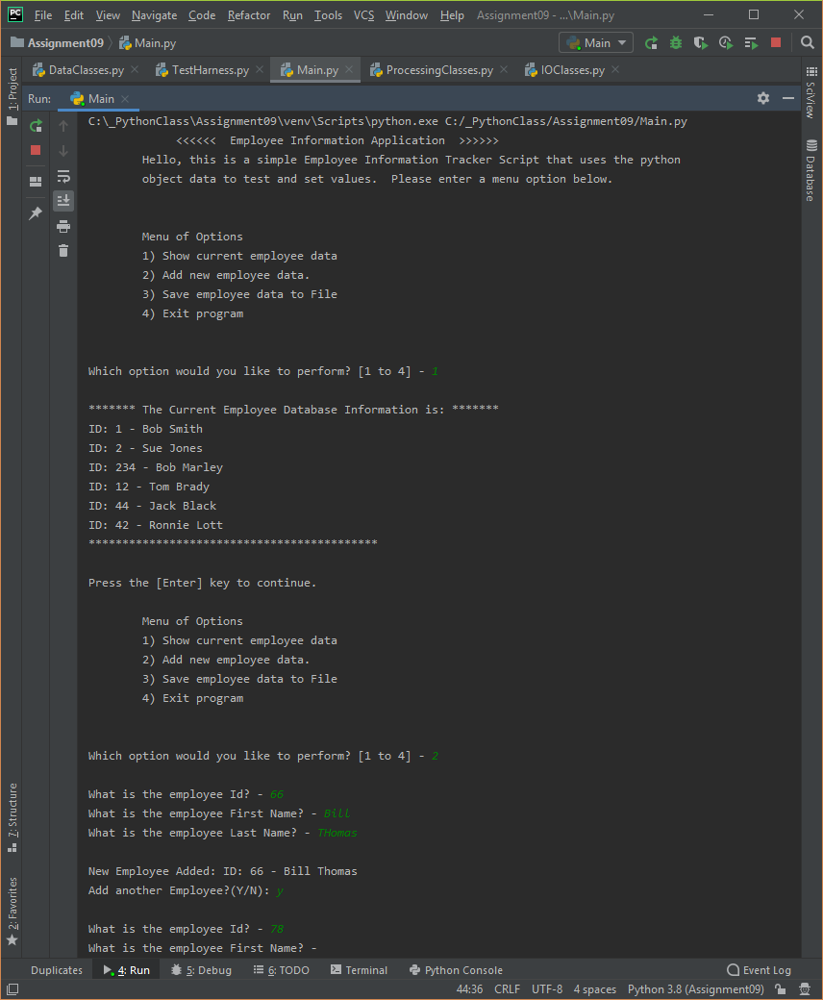 PC File Edit View Navigate Code Refactor Run Tools VCS Window Help Assignment09 - ...\Main.py
Assignment09 Main.py Main
DataClasses.py TestHarness.py Main.py ProcessingClasses.py IOClasses.py
1: Project
SciView
Database
Run: Main
C:\_PythonClass\Assignment09\venv\Scripts\python.exe C:/_PythonClass/Assignment09/Main.py
<<<<<< Employee Information Application >>>>>>
Hello, this is a simple Employee Information Tracker Script that uses the python
object data to test and set values. Please enter a menu option below.
Menu of Options
1) Show current employee data
2) Add new employee data.
3) Save employee data to File
4) Exit program
Which option would you like to perform? [1 to 4] - 1
******* The Current Employee Database Information is: *******
ID: 1 - Bob Smith
ID: 2 - Sue Jones
ID: 234 - Bob Marley
ID: 12 - Tom Brady
ID: 44 - Jack Black
ID: 42 - Ronnie Lott
*******************************************
Press the [Enter] key to continue.
Menu of Options
1) Show current employee data
2) Add new employee data.
3) Save employee data to File
4) Exit program
Which option would you like to perform? [1 to 4] - 2
What is the employee Id? - 66
What is the employee First Name? - Bill
What is the employee Last Name? - THomas
New Employee Added: ID: 66 - Bill Thomas
Add another Employee?(Y/N): y
What is the employee Id? - 78
What is the employee First Name? -
7: Structure
2: Favorites
Duplicates 4: Run 5: Debug 6: TODO Terminal Python Console Event Log
44:36 CRLF UTF-8 4 spaces Python 3.8 (Assignment09)